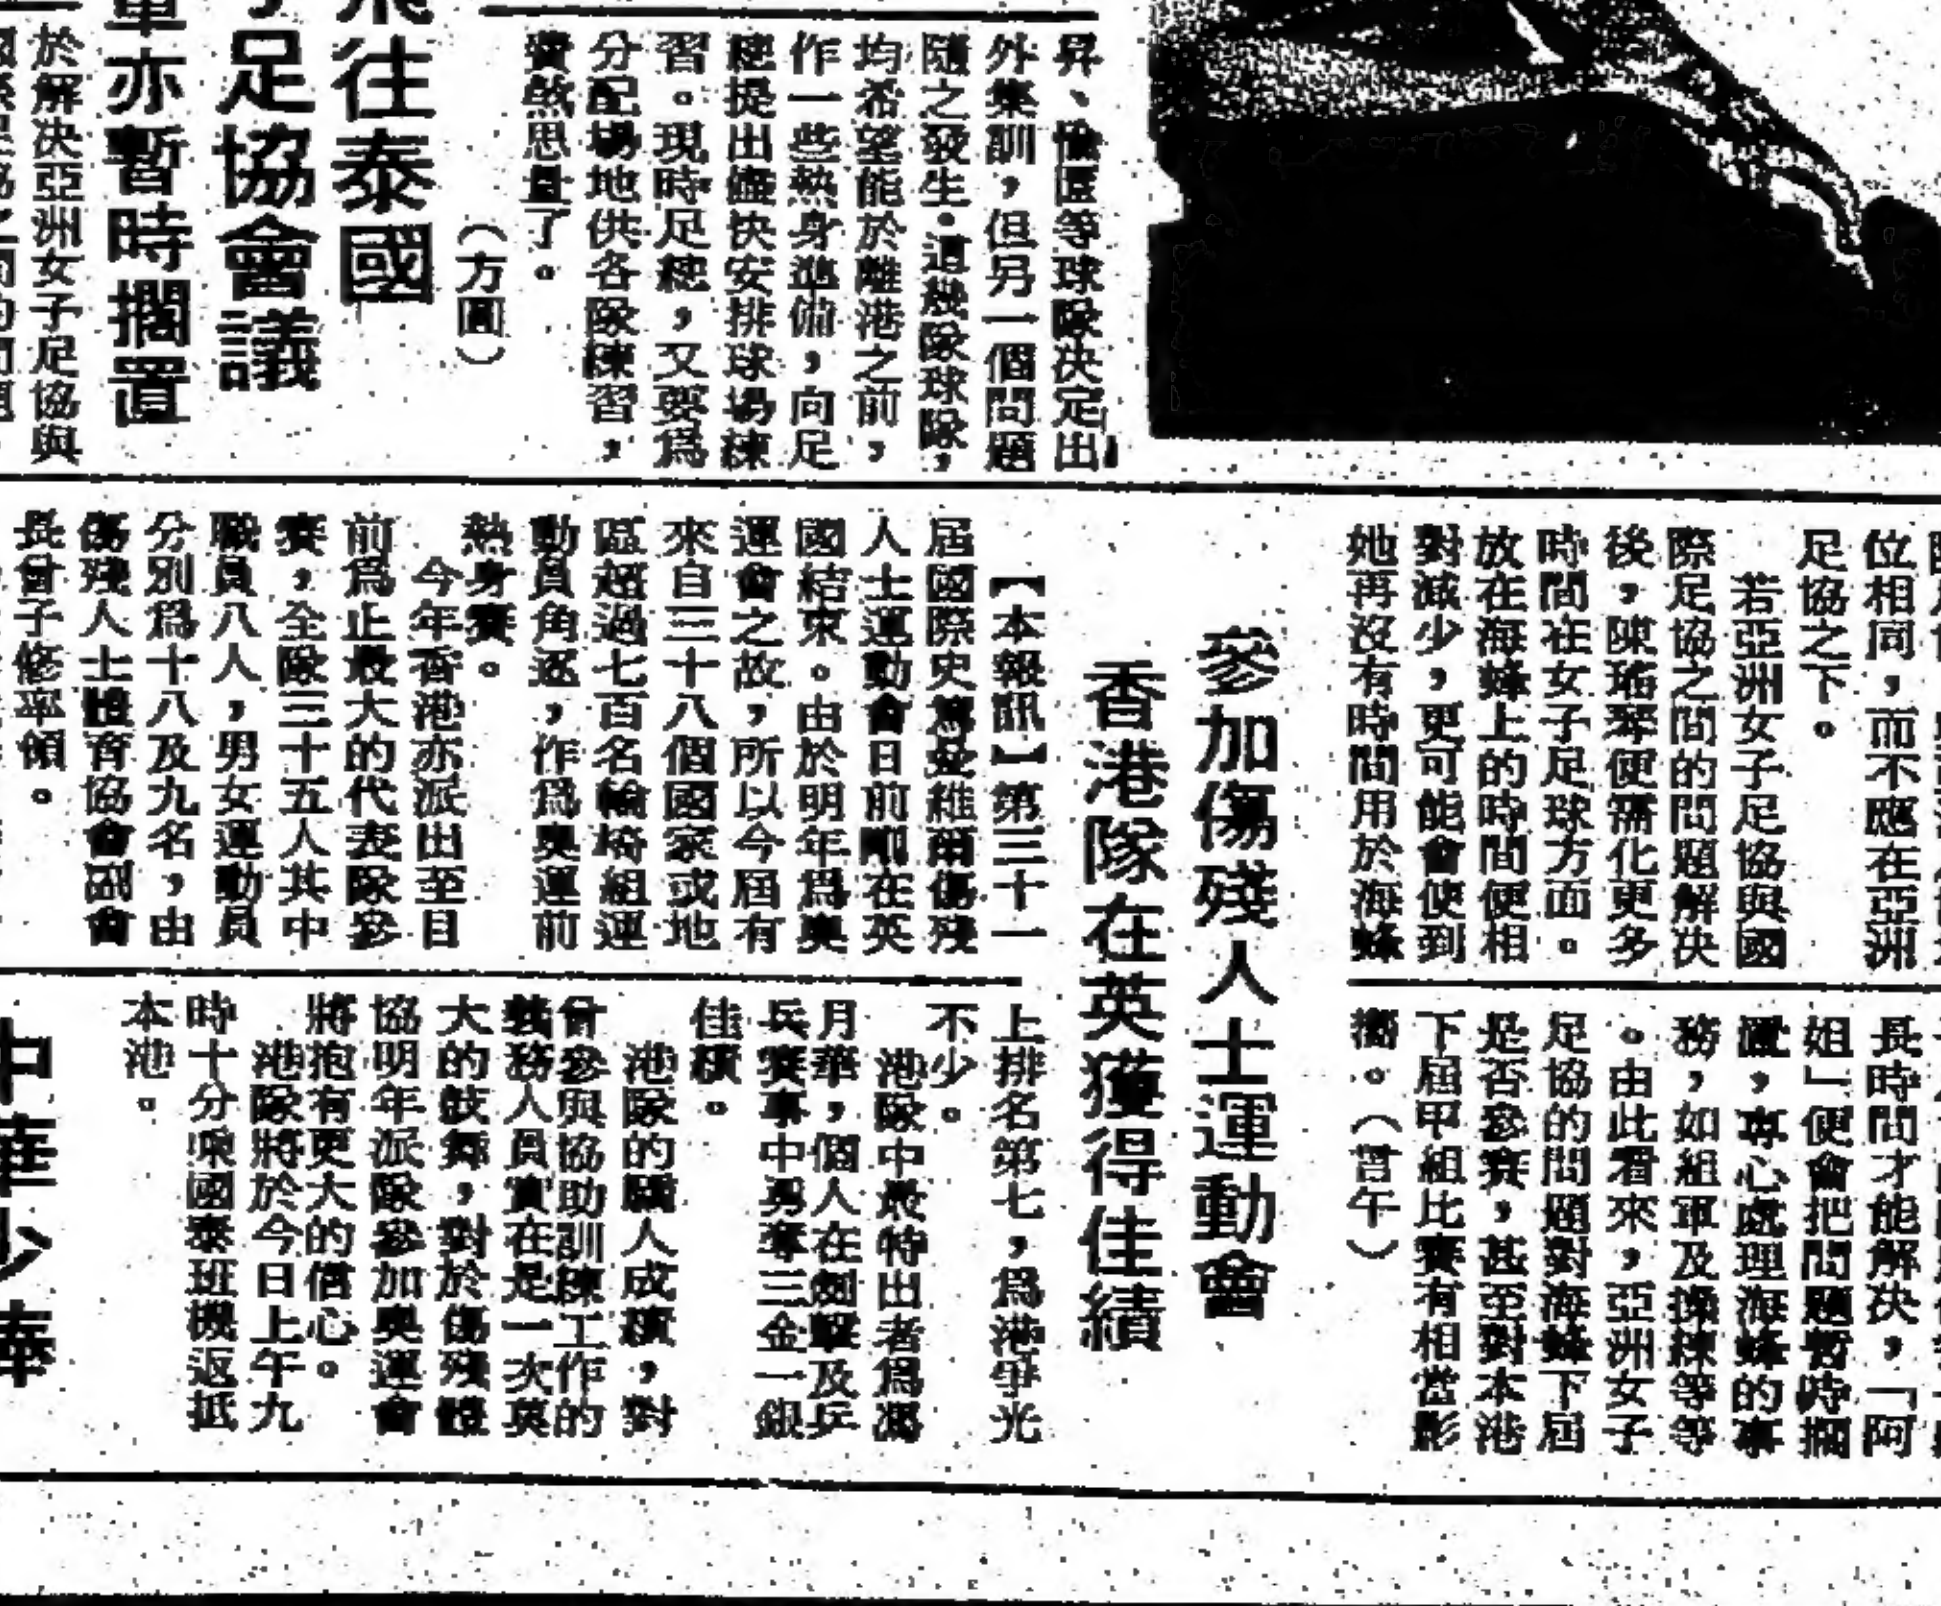 昇、愉園等球隊决定出
外集訓，但另一個問題
隨之發生。這幾隊球隊，
均希望能於離港之前，
作一些熱身準備，向足
總提出儘快安排球場練
習。現時足總，又要爲
分配場地供各隊練習，
費煞思量了。
（方圓）
往泰國
足協會議
亦暫時擱置
於解决亞洲女子足協與
位相同，而不應在亞洲
足協之下。
若亞洲女子足協與國
際足協之間的問題解决
後，陳瑤琴便需化更多
時間在女子足球方面。
放在海蜂上的時間便相
對減少，更可能會使到
她再沒有時間用於海蜂
長時間才能解决，「阿
姐」便會把問題暫時擱
置，專心處理海蜂的事
務，如組軍及操練等等
。由此看來，亞洲女子
足協的問題對海蜂下屆
是否參賽，甚至對本港
下屆甲組比賽有相當影
響。（曾午）
參加傷殘人士運動會
香港隊在英獲得佳績
【本報訊】第三十一
屆國際史篤曼維爾傷殘
人士運動會日前剛在英
國結束。由於明年爲奧
運會之故，所以今屆有
來自三十八個國家或地
區超過七百名輪椅組運
動員角逐，作爲奧運前
熱身賽。
今年香港亦派出至目
前爲止最大的代表隊參
賽，全隊三十五人其中
職員八人，男女運動員
分別爲十八及九名，由
傷殘人士體育協會副會
長曾子修率領。
上排名第七，爲港爭光
不少。
港隊中最特出者爲馮
月華，個人在劍擊及乒
乓賽事中勇奪三金一銀
佳績。
港隊的驕人成績，對
曾參與協助訓練工作的
義務人員實在是一次莫
大的鼓舞，對於傷殘體
協明年派隊參加奧運會
將抱有更大的信心。
港隊將於今日上午九
時十分乘國泰班機返抵
本港。
中華少棒